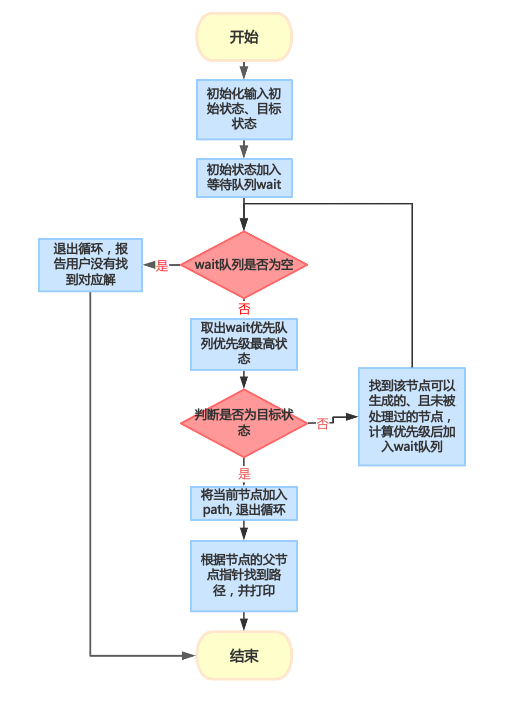 开始
初始化输入初
始状态、目标
状态
初始状态加入
等待队列wait
wait队列是否为空
是
退出循环，报
告用户没有找
到对应解
否
取出wait优先队
列优先级最高状
态
判断是否为目标状
态
否
找到该节点可以
生成的、且未被
处理过的节点，
计算优先级后加
入wait队列
是
将当前节点加入
path, 退出循环
根据节点的父节
点指针找到路
径，并打印
结束